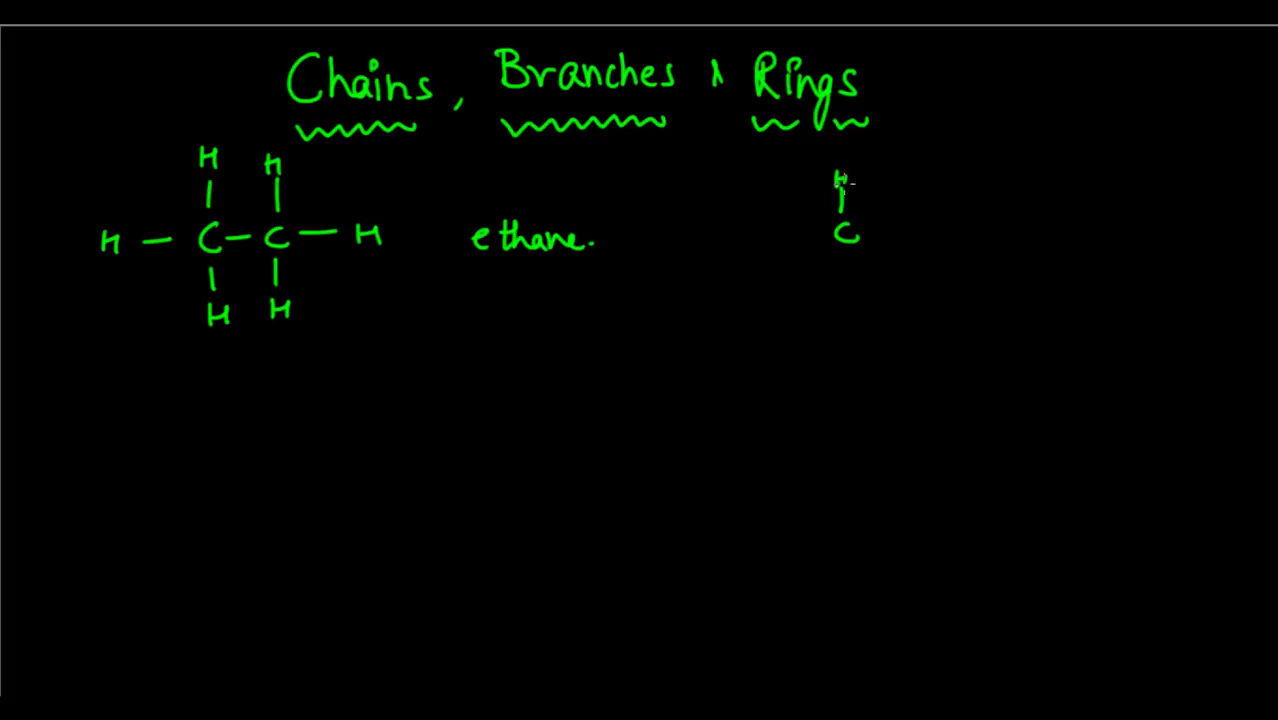 Chains, Branches & Rings
H H
H - C - C - H ethane.
H H
H
C